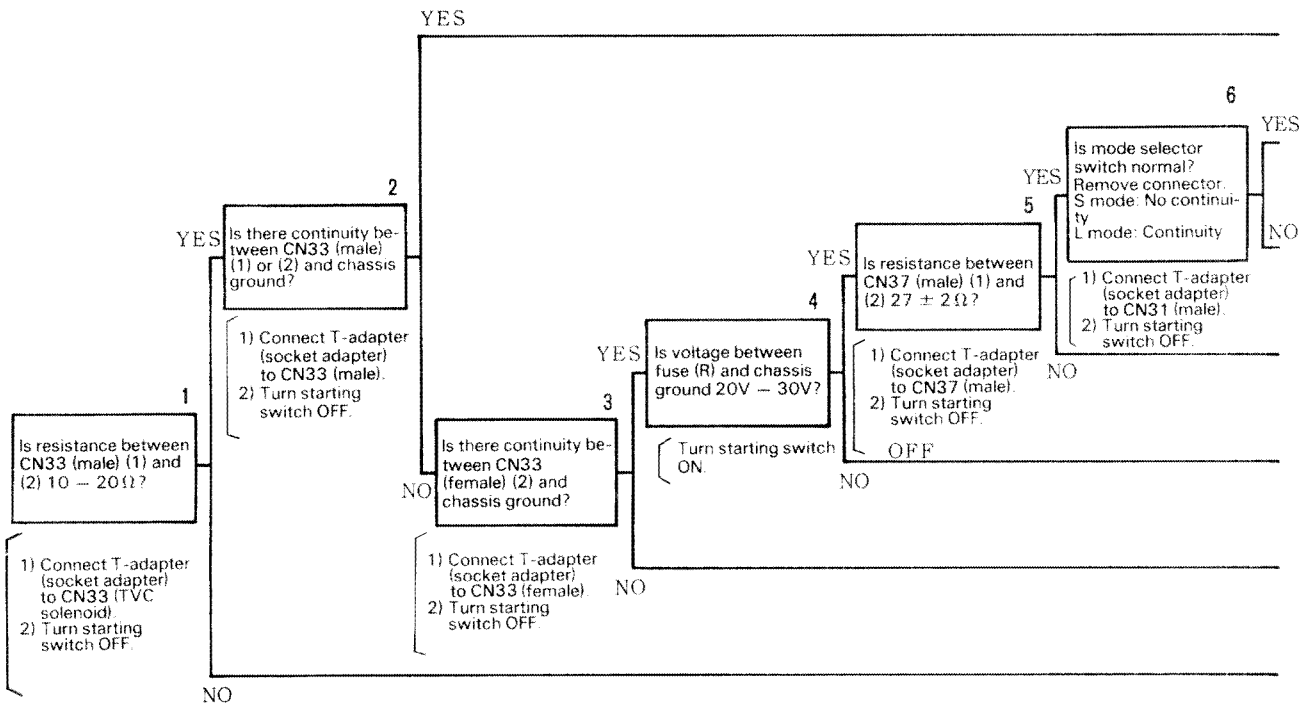 YES
6
YES
Is mode selector
switch normal?
Remove connector.
S mode: No continui-
ty
L mode: Continuity
NO
1) Connect T-adapter
(socket adapter)
to CN31 (male).
2) Turn starting
switch OFF.
YES
5
Is resistance between
CN37 (male) (1) and
(2) 27 ± 2Ω?
1) Connect T-adapter
(socket adapter)
to CN37 (male).
2) Turn starting
switch OFF.
OFF
NO
YES
4
Is voltage between
fuse (R) and chassis
ground 20V – 30V?
Turn starting switch
ON.
NO
YES
3
Is there continuity be-
tween CN33
(female) (2) and
chassis ground?
1) Connect T-adapter
(socket adapter)
to CN33 (female).
2) Turn starting
switch OFF.
NO
YES
2
Is there continuity be-
tween CN33 (male)
(1) or (2) and chassis
ground?
1) Connect T-adapter
(socket adapter)
to CN33 (male).
2) Turn starting
switch OFF.
NO
YES
1
Is resistance between
CN33 (male) (1) and
(2) 10 – 20Ω?
1) Connect T-adapter
(socket adapter)
to CN33 (TVC
solenoid).
2) Turn starting
switch OFF.
NO